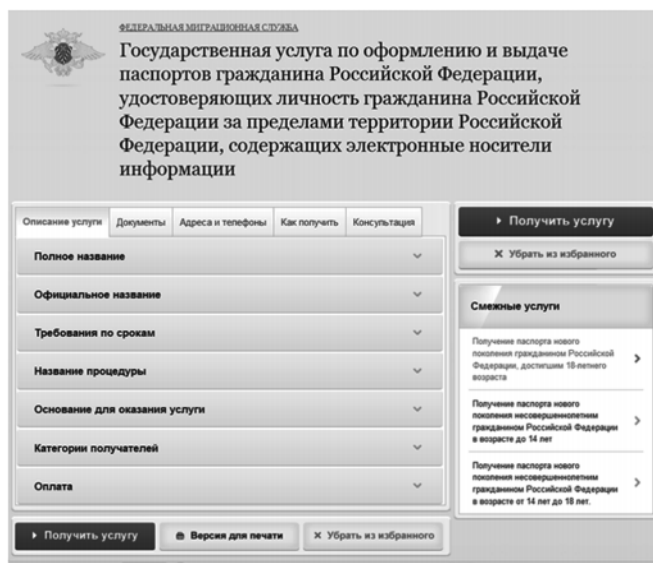 ФЕДЕРАЛЬНАЯ МИГРАЦИОННАЯ СЛУЖБА
Государственная услуга по оформлению и выдаче
паспортов гражданина Российской Федерации,
удостоверяющих личность гражданина Российской
Федерации за пределами территории Российской
Федерации, содержащих электронные носители
информации
Описание услуги
Документы
Адреса и телефоны
Как получить
Консультация
Полное название
Официальное название
Требования по срокам
Название процедуры
Основание для оказания услуги
Категории получателей
Оплата
Получить услугу
Версия для печати
Убрать из избранного
Получить услугу
Убрать из избранного
Смежные услуги
Получение паспорта нового
поколения гражданином Российской
Федерации, достигшим 18-летнего
возраста
Получение паспорта нового
поколения несовершеннолетним
гражданином Российской Федерации
в возрасте до 14 лет
Получение паспорта нового
поколения несовершеннолетним
гражданином Российской Федерации
в возрасте от 14 лет до 18 лет.